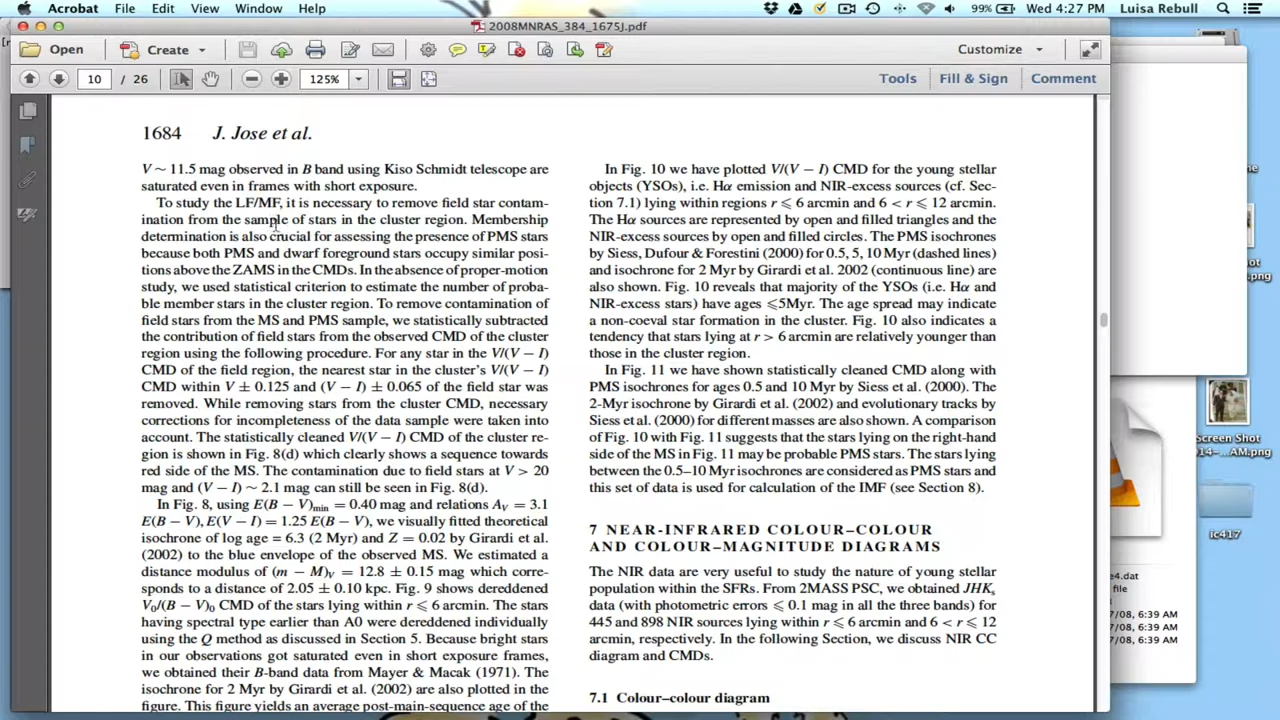 Acrobat File Edit View Window Help 99% Wed 4:27 PM Luisa Rebull
2008MNRAS_384_1675J.pdf
Open Create Customize
10 / 26 125% Tools Fill & Sign Comment
1684 J. Jose et al.
V ~ 11.5 mag observed in B band using Kiso Schmidt telescope are
saturated even in frames with short exposure.
To study the LF/MF, it is necessary to remove field star contam-
ination from the sample of stars in the cluster region. Membership
determination is also crucial for assessing the presence of PMS stars
because both PMS and dwarf foreground stars occupy similar posi-
tions above the ZAMS in the CMDs. In the absence of proper-motion
study, we used statistical criterion to estimate the number of proba-
ble member stars in the cluster region. To remove contamination of
field stars from the MS and PMS sample, we statistically subtracted
the contribution of field stars from the observed CMD of the cluster
region using the following procedure. For any star in the V/(V − I)
CMD of the field region, the nearest star in the cluster's V/(V − I)
CMD within V ± 0.125 and (V − I) ± 0.065 of the field star was
removed. While removing stars from the cluster CMD, necessary
corrections for incompleteness of the data sample were taken into
account. The statistically cleaned V/(V − I) CMD of the cluster re-
gion is shown in Fig. 8(d) which clearly shows a sequence towards
red side of the MS. The contamination due to field stars at V > 20
mag and (V − I) ~ 2.1 mag can still be seen in Fig. 8(d).
In Fig. 8, using E(B − V)min = 0.40 mag and relations AV = 3.1
E(B − V), E(V − I) = 1.25 E(B − V), we visually fitted theoretical
isochrone of log age = 6.3 (2 Myr) and Z = 0.02 by Girardi et al.
(2002) to the blue envelope of the observed MS. We estimated a
distance modulus of (m − M)V = 12.8 ± 0.15 mag which corre-
sponds to a distance of 2.05 ± 0.10 kpc. Fig. 9 shows dereddened
V0/(B − V)0 CMD of the stars lying within r ⩽ 6 arcmin. The stars
having spectral type earlier than A0 were dereddened individually
using the Q method as discussed in Section 5. Because bright stars
in our observations got saturated even in short exposure frames,
we obtained their B-band data from Mayer & Macak (1971). The
isochrone for 2 Myr by Girardi et al. (2002) are also plotted in the
figure. This figure yields an average post-main-sequence age of the
In Fig. 10 we have plotted V/(V − I) CMD for the young stellar
objects (YSOs), i.e. Hα emission and NIR-excess sources (cf. Sec-
tion 7.1) lying within regions r ⩽ 6 arcmin and 6 < r ⩽ 12 arcmin.
The Hα sources are represented by open and filled triangles and the
NIR-excess sources by open and filled circles. The PMS isochrones
by Siess, Dufour & Forestini (2000) for 0.5, 5, 10 Myr (dashed lines)
and isochrone for 2 Myr by Girardi et al. 2002 (continuous line) are
also shown. Fig. 10 reveals that majority of the YSOs (i.e. Hα and
NIR-excess stars) have ages ⩽5Myr. The age spread may indicate
a non-coeval star formation in the cluster. Fig. 10 also indicates a
tendency that stars lying at r > 6 arcmin are relatively younger than
those in the cluster region.
In Fig. 11 we have shown statistically cleaned CMD along with
PMS isochrones for ages 0.5 and 10 Myr by Siess et al. (2000). The
2-Myr isochrone by Girardi et al. (2002) and evolutionary tracks by
Siess et al. (2000) for different masses are also shown. A comparison
of Fig. 10 with Fig. 11 suggests that the stars lying on the right-hand
side of the MS in Fig. 11 may be probable PMS stars. The stars lying
between the 0.5–10 Myr isochrones are considered as PMS stars and
this set of data is used for calculation of the IMF (see Section 8).
7 NEAR-INFRARED COLOUR–COLOUR
AND COLOUR–MAGNITUDE DIAGRAMS
The NIR data are very useful to study the nature of young stellar
population within the SFRs. From 2MASS PSC, we obtained JHKs
data (with photometric errors ⩽ 0.1 mag in all the three bands) for
445 and 898 NIR sources lying within r ⩽ 6 arcmin and 6 < r ⩽ 12
arcmin, respectively. In the following Section, we discuss NIR CC
diagram and CMDs.
7.1 Colour–colour diagram
Screen Shot
014-...AM.png
ic417
e4.dat
file
7/08, 6:39 AM
7/08, 6:39 AM
7/08, 6:39 AM